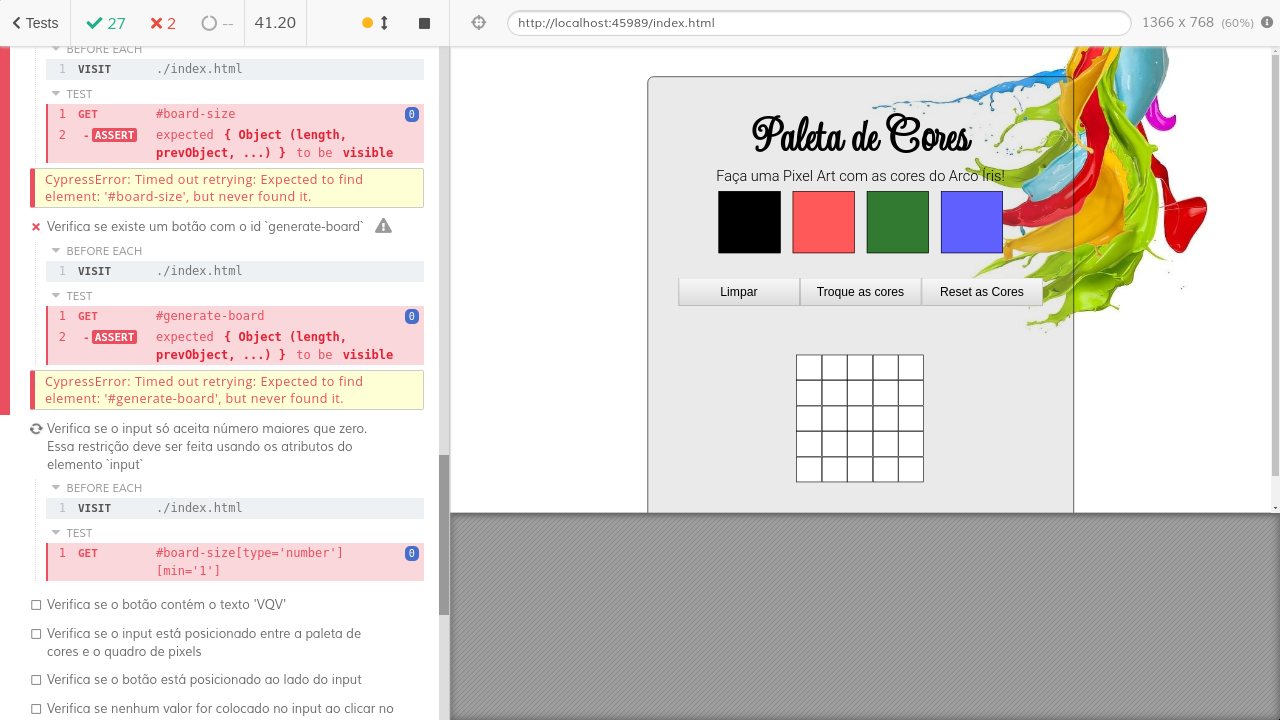 Tests
27
2
--
41.20
http://localhost:45989/index.html
1366 x 768 (60%)
BEFORE EACH
1 VISIT ./index.html
TEST
1 GET #board-size 0
2 -ASSERT expected { Object (length,
prevObject, ...) } to be visible
CypressError: Timed out retrying: Expected to find
element: '#board-size', but never found it.
Verifica se existe um botão com o id `generate-board`
BEFORE EACH
1 VISIT ./index.html
TEST
1 GET #generate-board 0
2 -ASSERT expected { Object (length,
prevObject, ...) } to be visible
CypressError: Timed out retrying: Expected to find
element: '#generate-board', but never found it.
Verifica se o input só aceita número maiores que zero.
Essa restrição deve ser feita usando os atributos do
elemento `input`
BEFORE EACH
1 VISIT ./index.html
TEST
1 GET #board-size[type='number'] 0
[min='1']
Verifica se o botão contém o texto 'VQV'
Verifica se o input está posicionado entre a paleta de
cores e o quadro de pixels
Verifica se o botão está posicionado ao lado do input
Verifica se nenhum valor for colocado no input ao clicar no
Paleta de Cores
Faça uma Pixel Art com as cores do Arco Íris!
Limpar
Troque as cores
Reset as Cores